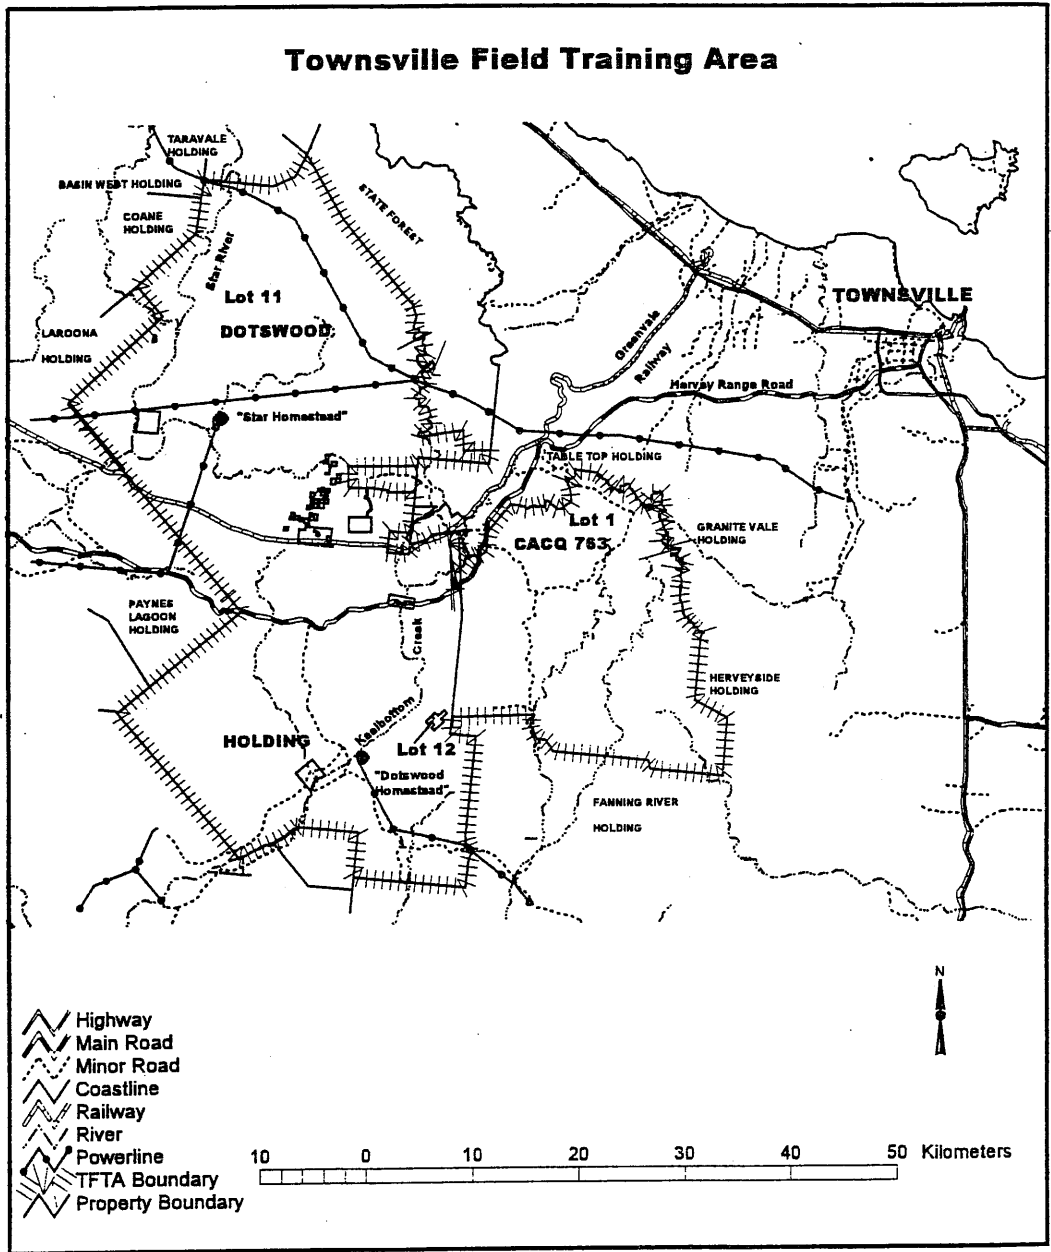 Townsville Field Training Area
TARAVALE
HOLDING
BASIN WEST HOLDING
COANE
HOLDING
STATE FOREST
Star River
Lot 11
DOTSWOOD
LAROONA
HOLDING
TOWNSVILLE
Greenvale
Railway
Hervey Range Road
"Star Homestead"
TABLE TOP HOLDING
Lot 1
CACQ 763
GRANITE VALE
HOLDING
PAYNES
LAGOON
HOLDING
Creek
Keelbottom
HERVEYSIDE
HOLDING
HOLDING
Lot 12
"Dotswood
Homestead"
FANNING RIVER
HOLDING
N
Highway
Main Road
Minor Road
Coastline
Railway
River
Powerline
TFTA Boundary
Property Boundary
10 0 10 20 30 40 50 Kilometers